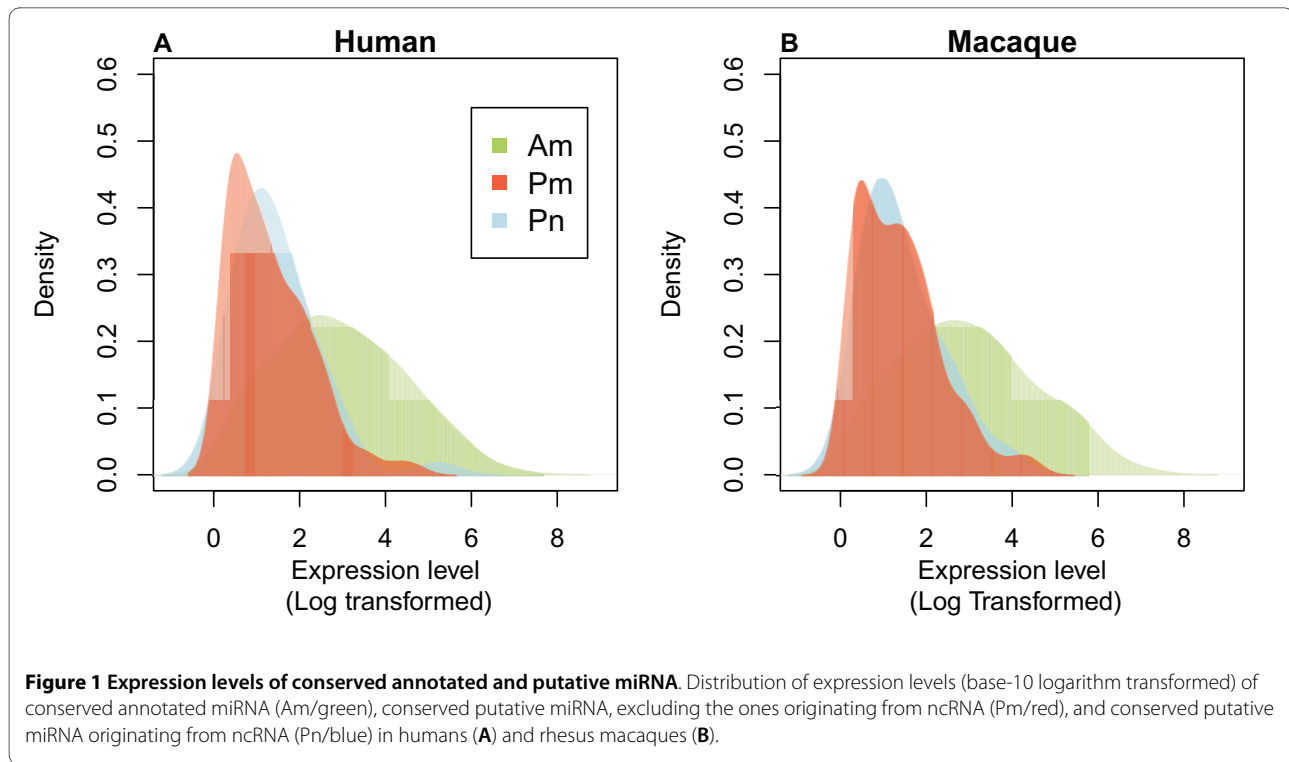 A Human
0.6
0.5
0.4
0.3
0.2
0.1
0.0
Density
Am
Pm
Pn
0 2 4 6 8
Expression level
(Log transformed)
B Macaque
0.6
0.5
0.4
0.3
0.2
0.1
0.0
Density
0 2 4 6 8
Expression level
(Log Transformed)
Figure 1 Expression levels of conserved annotated and putative miRNA. Distribution of expression levels (base-10 logarithm transformed) of
conserved annotated miRNA (Am/green), conserved putative miRNA, excluding the ones originating from ncRNA (Pm/red), and conserved putative
miRNA originating from ncRNA (Pn/blue) in humans (A) and rhesus macaques (B).